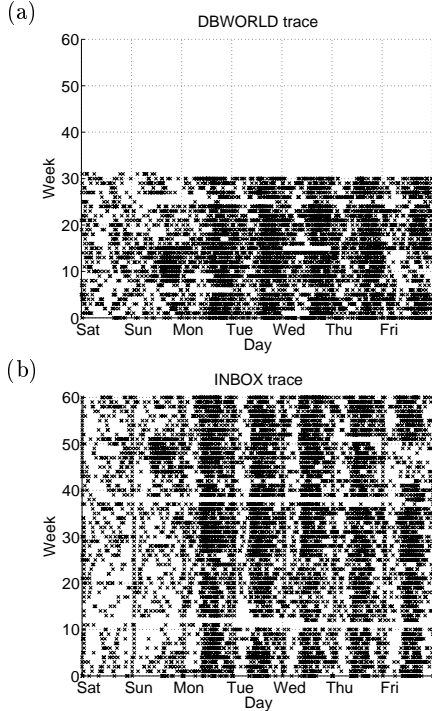 (a)
DBWORLD trace
60
50
40
30
20
10
0
Week
Sat Sun Mon Tue Wed Thu Fri
Day
(b)
INBOX trace
60
50
40
30
20
10
0
Week
Sat Sun Mon Tue Wed Thu Fri
Day